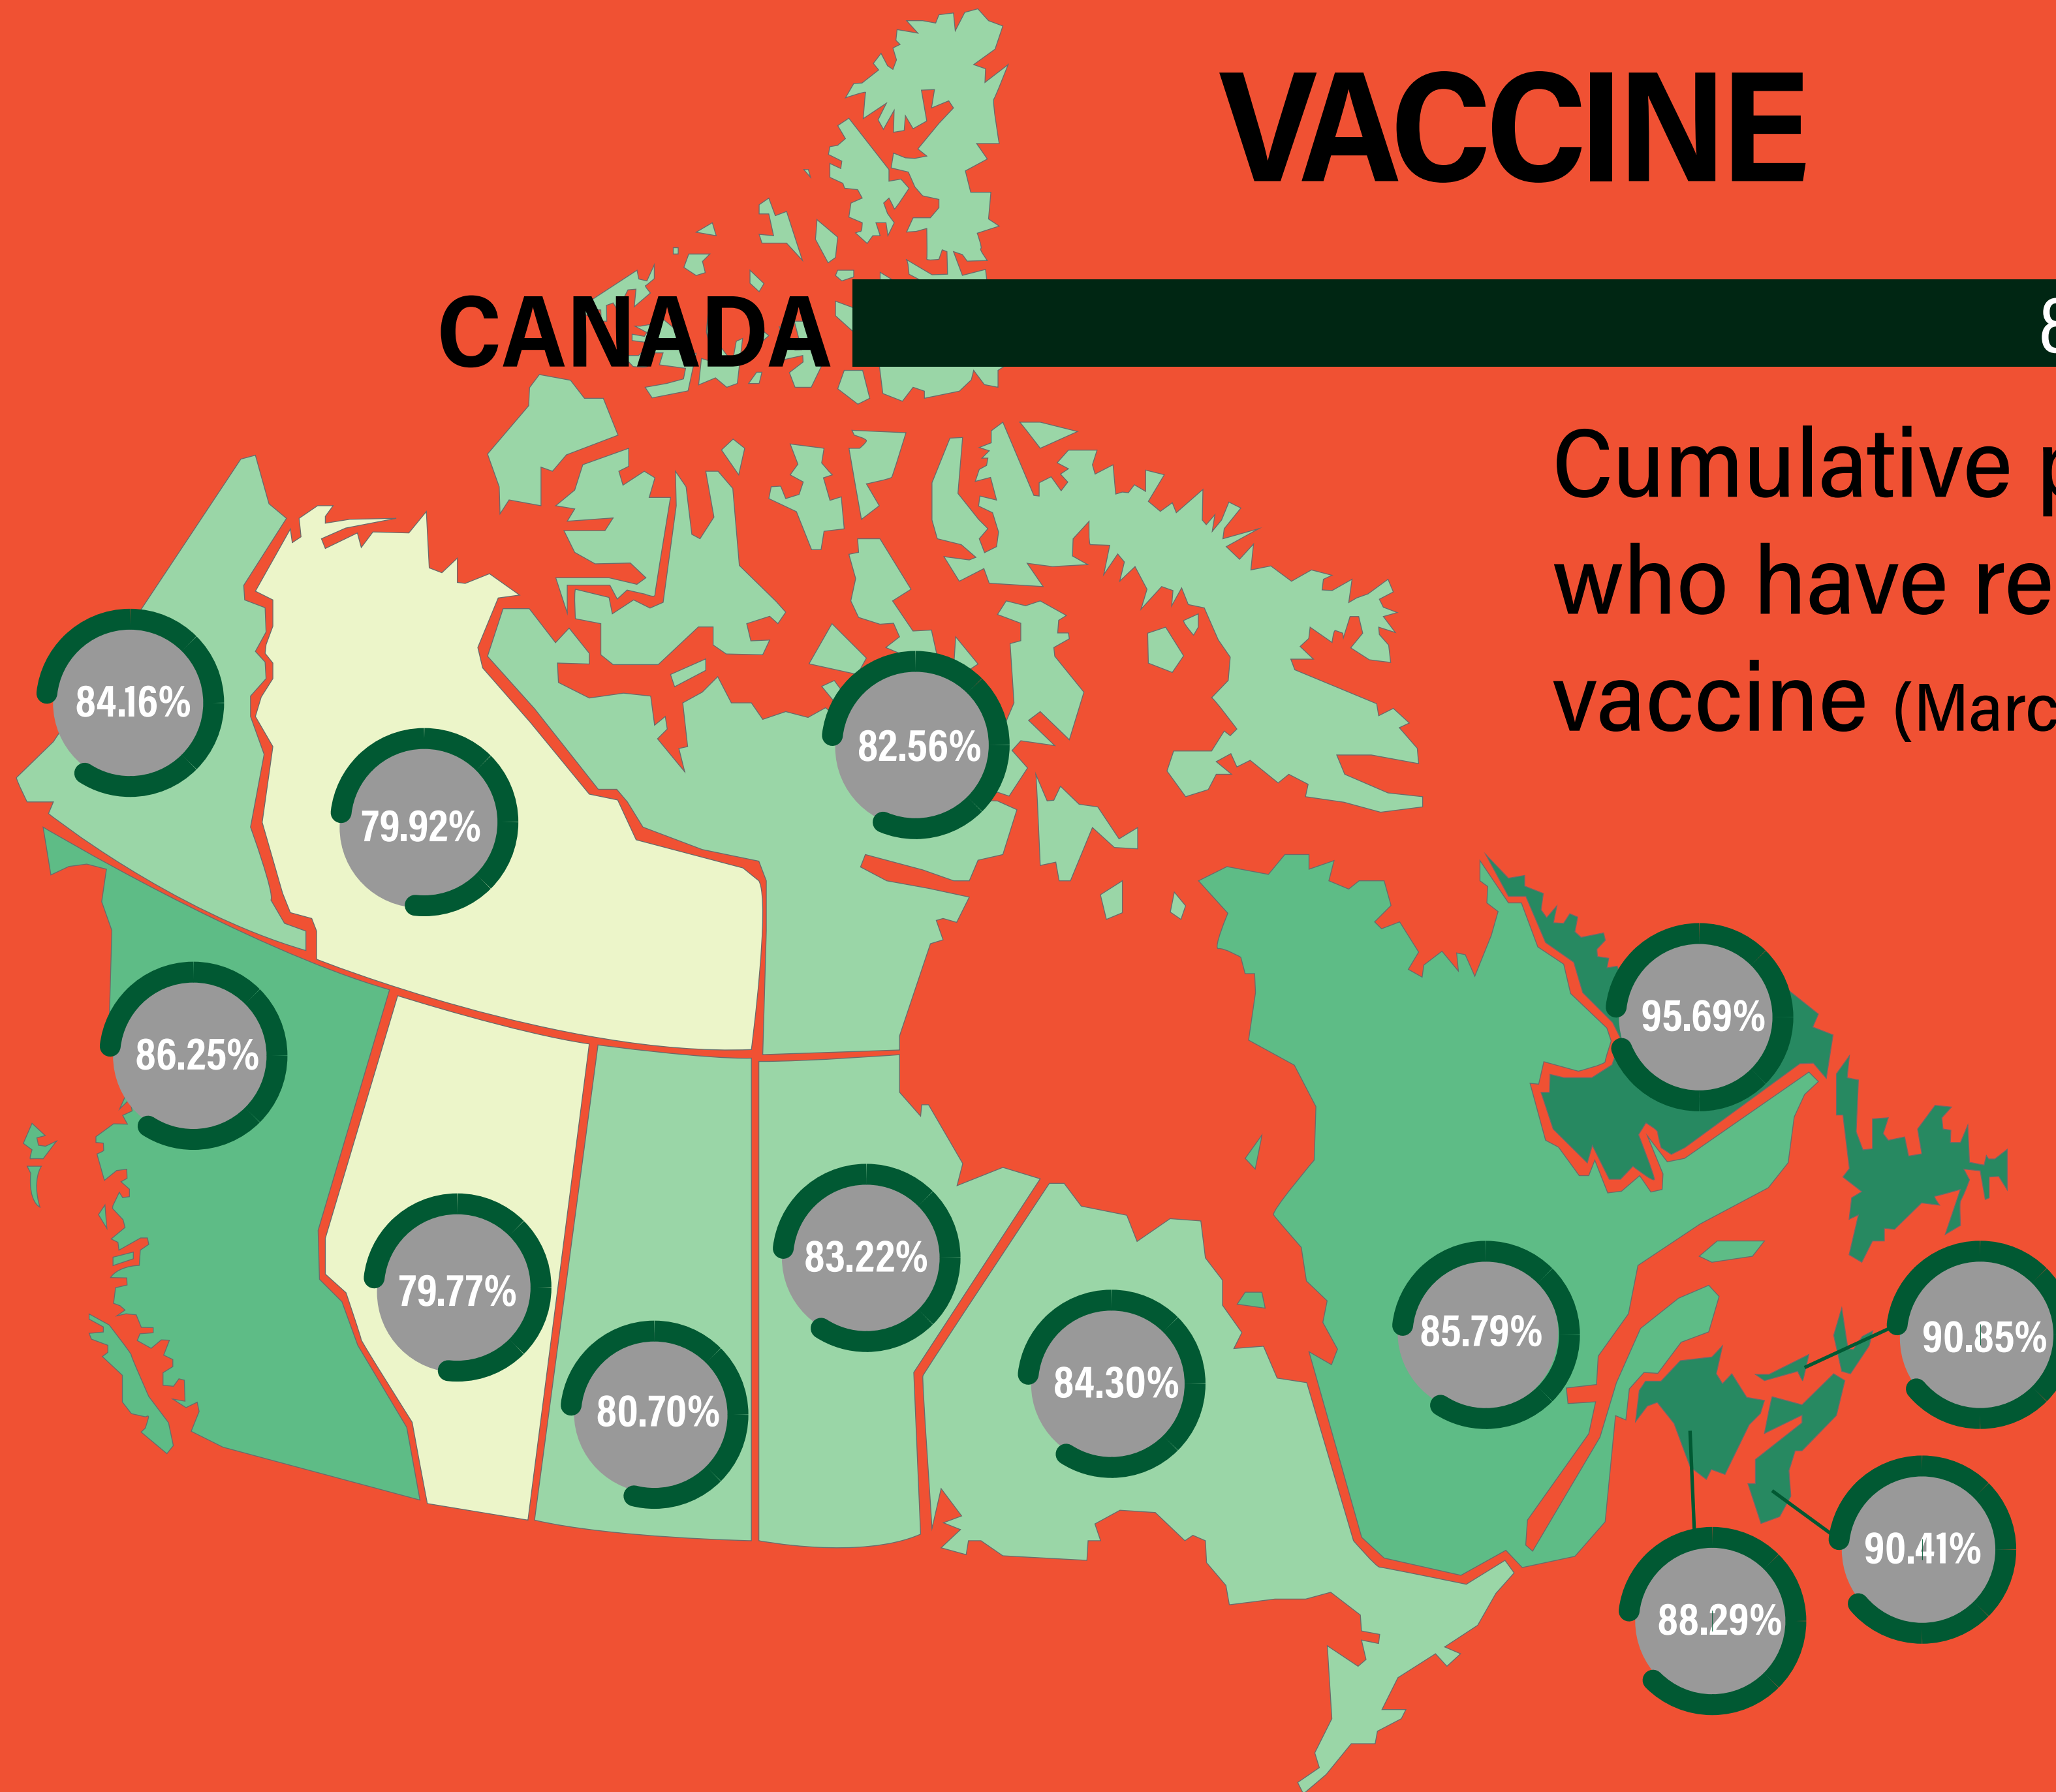 VACCINE
CANADA 8
Cumulative
who have re
vaccine (Marc
84.16%
82.56%
79.92%
95.69%
86.25%
83.22%
79.77%
85.79%
90.85%
84.30%
80.70%
90.41%
88.29%